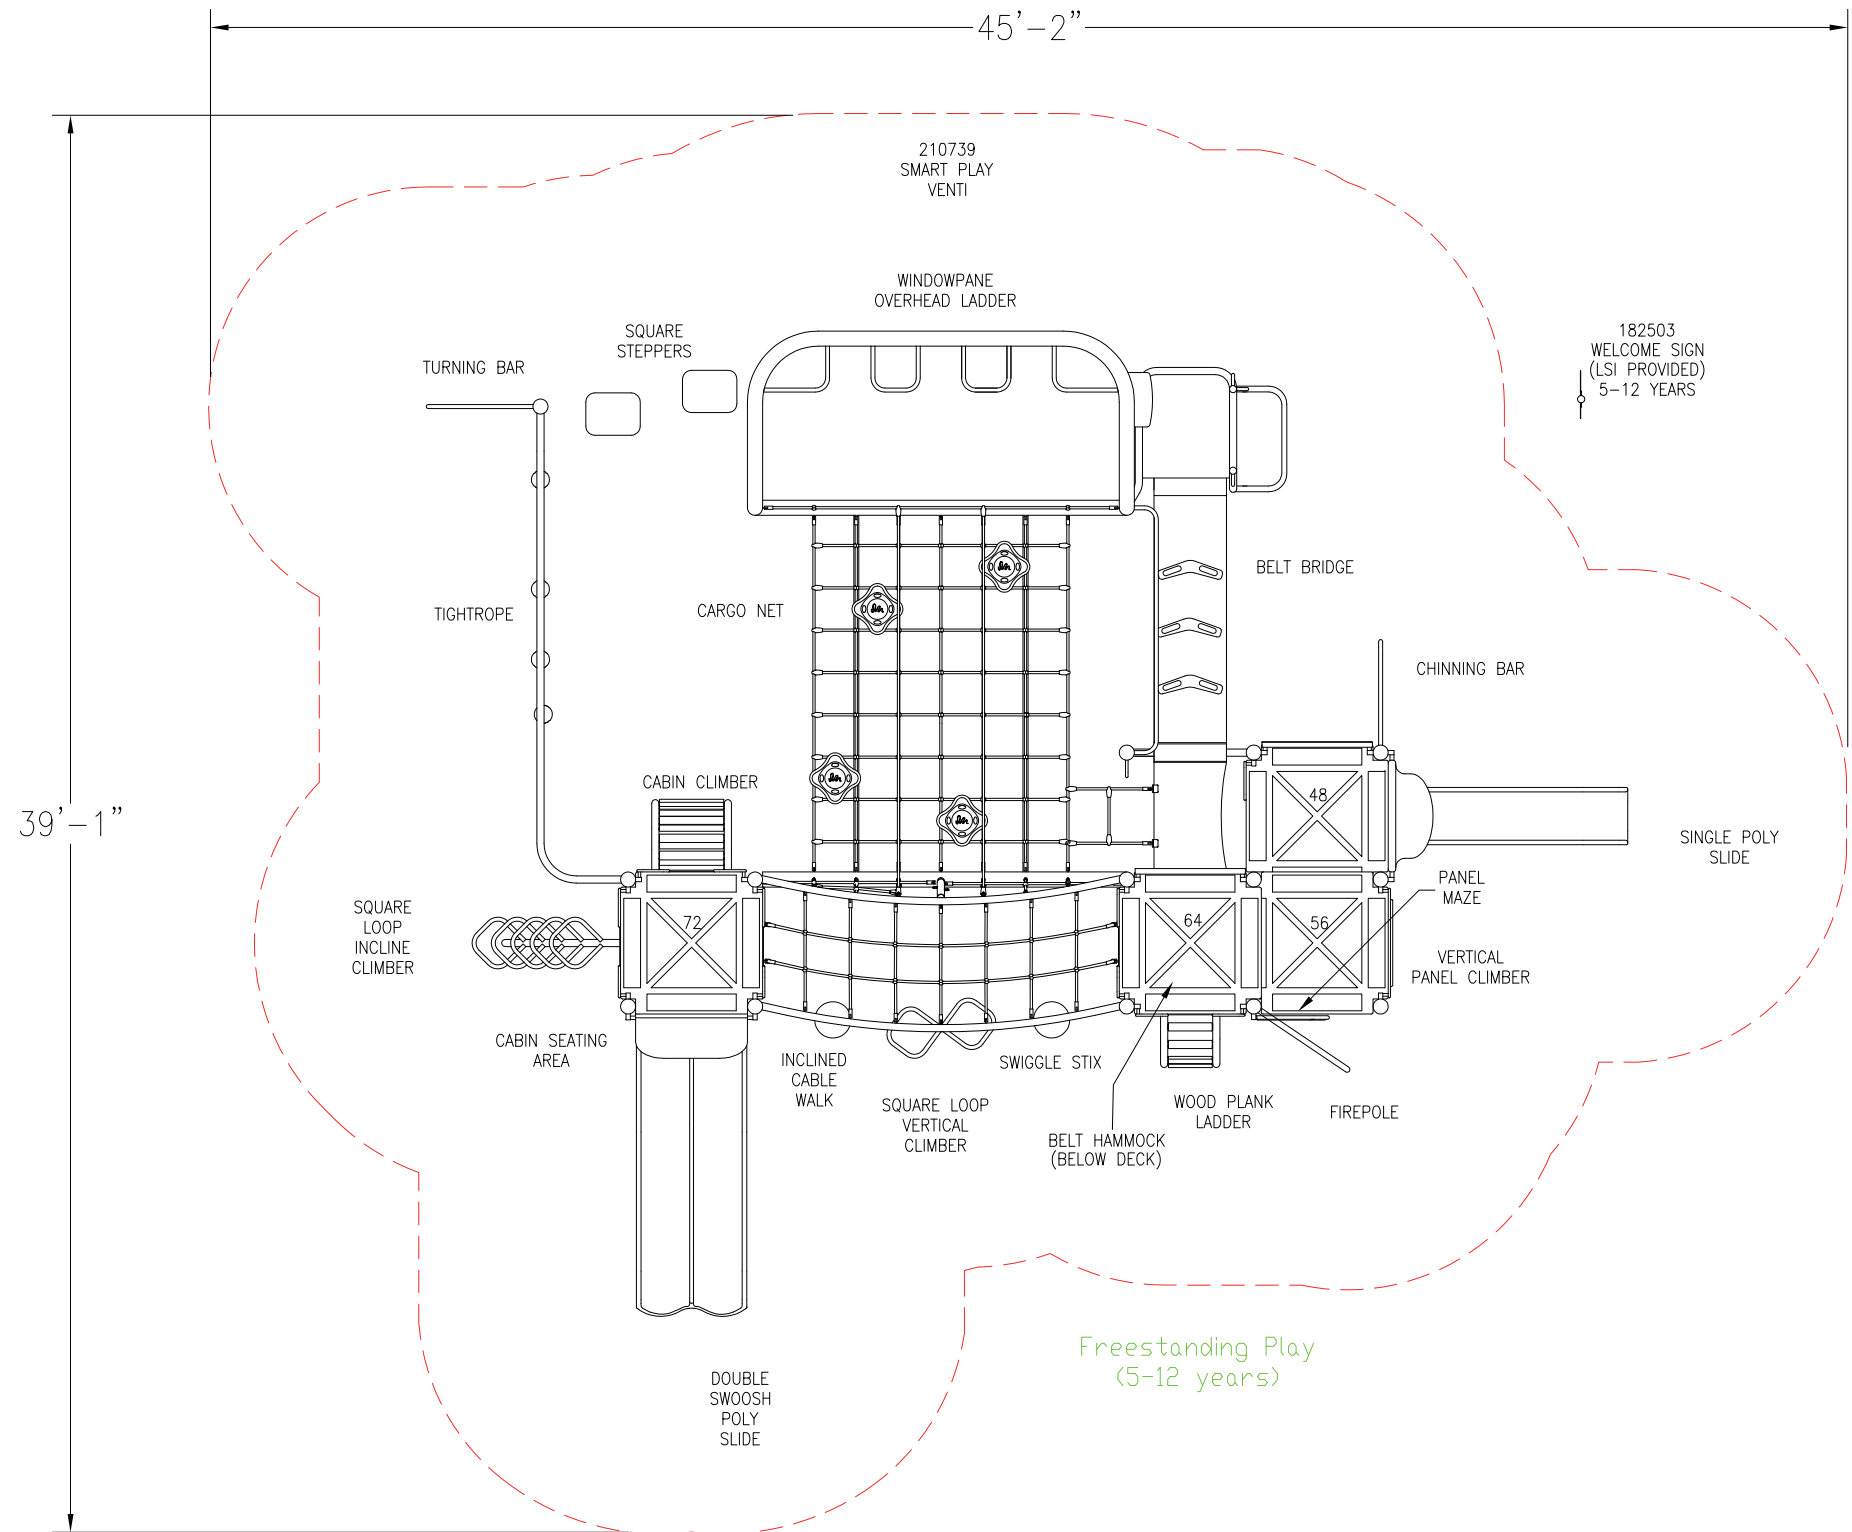 45'-2"
210739
SMART PLAY
VENTI
WINDOWPANE
OVERHEAD LADDER
SQUARE
STEPPERS
182503
WELCOME SIGN
(LSI PROVIDED)
5-12 YEARS
TURNING BAR
BELT BRIDGE
TIGHTROPE
CARGO NET
CHINNING BAR
CABIN CLIMBER
48
39'-1"
SINGLE POLY
SLIDE
PANEL
MAZE
SQUARE
LOOP
INCLINE
CLIMBER
72
64
56
VERTICAL
PANEL CLIMBER
CABIN SEATING
AREA
INCLINED
CABLE
WALK
SWIGGLE STIX
SQUARE LOOP
VERTICAL
CLIMBER
WOOD PLANK
LADDER
FIREPOLE
BELT HAMMOCK
(BELOW DECK)
Freestanding Play
(5-12 years)
DOUBLE
SWOOSH
POLY
SLIDE